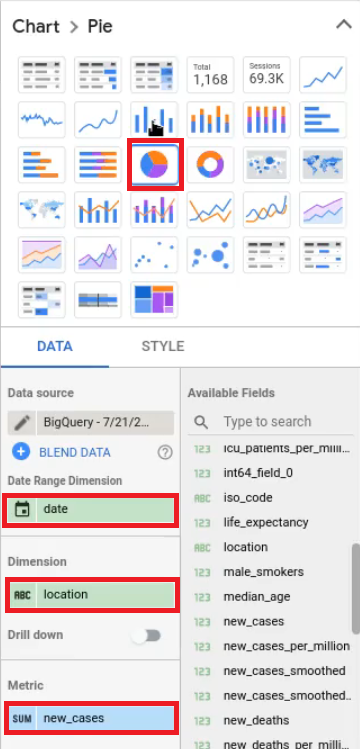 Chart > Pie
Total
1,168
Sessions
69.3K
DATA
STYLE
Data source
BigQuery - 7/21/2...
BLEND DATA
Date Range Dimension
date
Dimension
ABC location
Drill down
Metric
SUM new_cases
Available Fields
Type to search
123 icu_patients_per_milli...
123 int64_field_0
ABC iso_code
123 life_expectancy
ABC location
123 male_smokers
123 median_age
123 new_cases
123 new_cases_per_million
123 new_cases_smoothed
123 new_cases_smoothed..
123 new_deaths
123 new_deaths_per_milli...